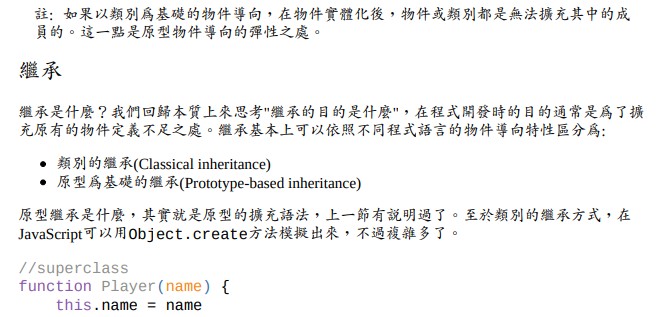 註: 如果以類別為基礎的物件導向，在物件實體化後，物件或類別都是無法擴充其中的成
員的。這一點是原型物件導向的彈性之處。
繼承
繼承是什麼？我們回歸本質上來思考"繼承的目的是什麼"，在程式開發時的目的通常是為了擴
充原有的物件定義不足之處。繼承基本上可以依照不同程式語言的物件導向特性區分為:
• 類別的繼承(Classical inheritance)
• 原型為基礎的繼承(Prototype-based inheritance)
原型繼承是什麼，其實就是原型的擴充語法，上一節有說明過了。至於類別的繼承方式，在
JavaScript可以用Object.create方法模擬出來，不過複雜多了。
//superclass
function Player(name) {
    this.name = name